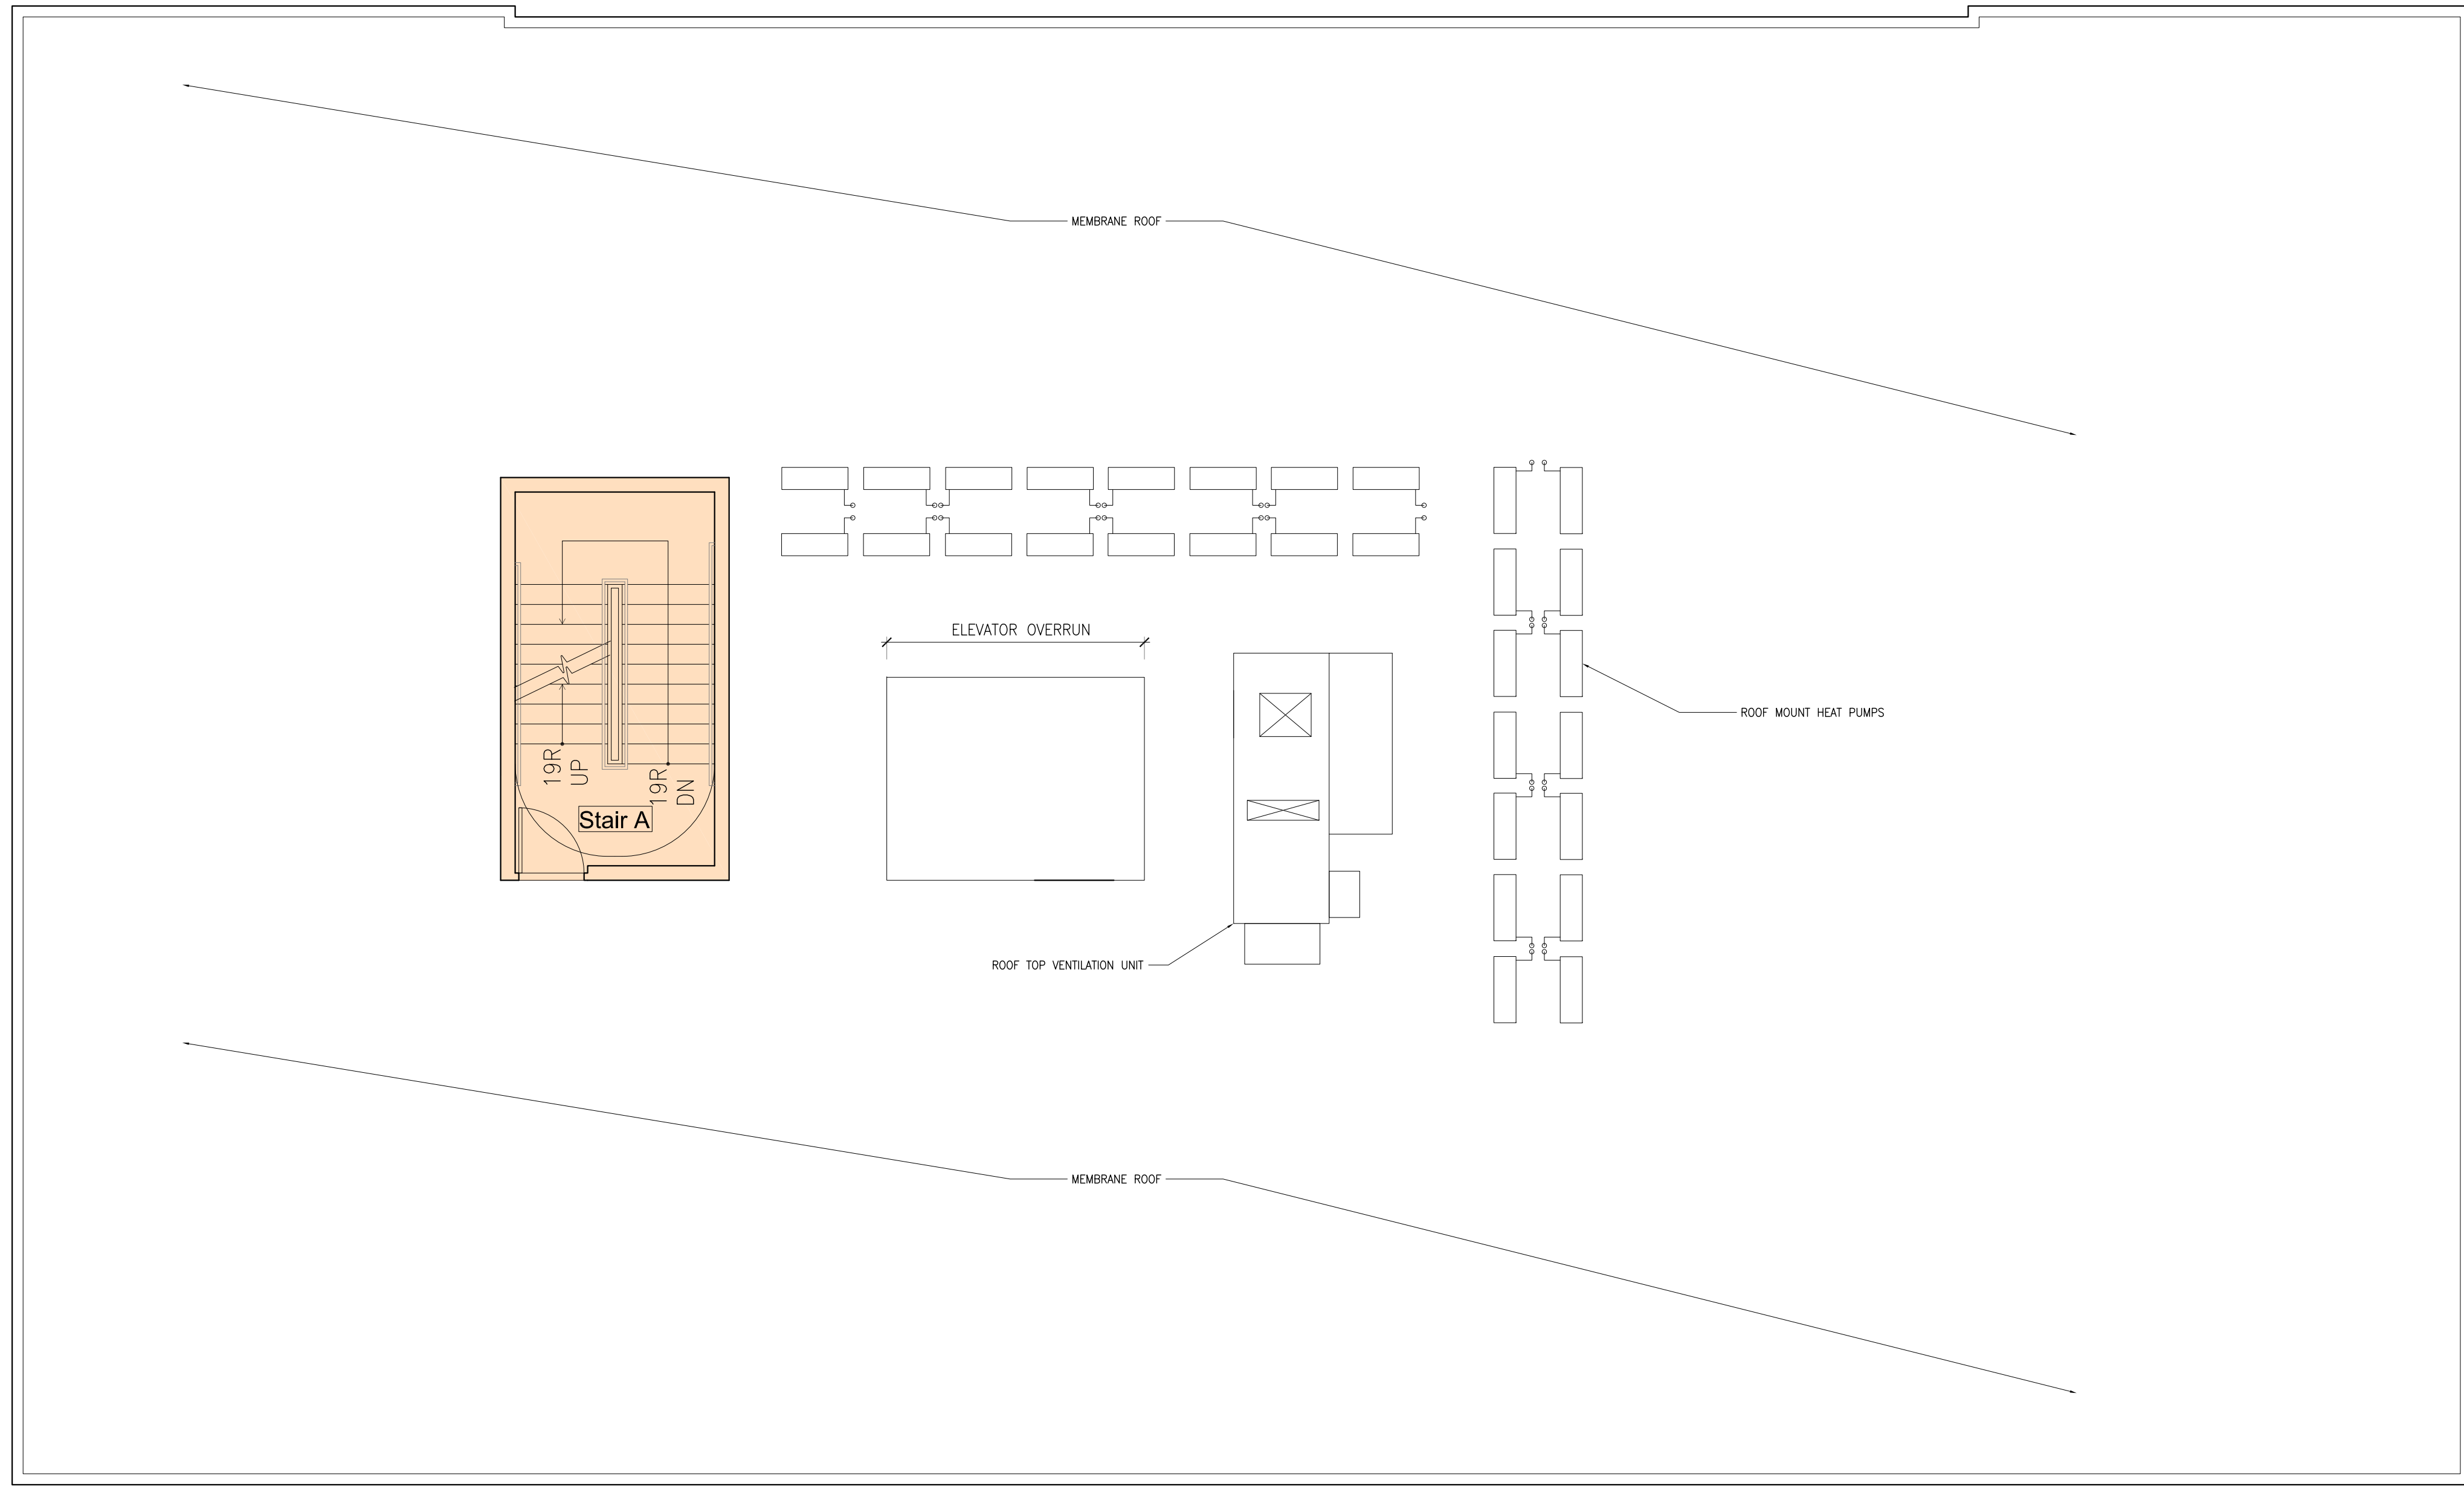 MEMBRANE ROOF
ELEVATOR OVERRUN
ROOF MOUNT HEAT PUMPS
19R
UP
19R
DN
Stair A
ROOF TOP VENTILATION UNIT
MEMBRANE ROOF